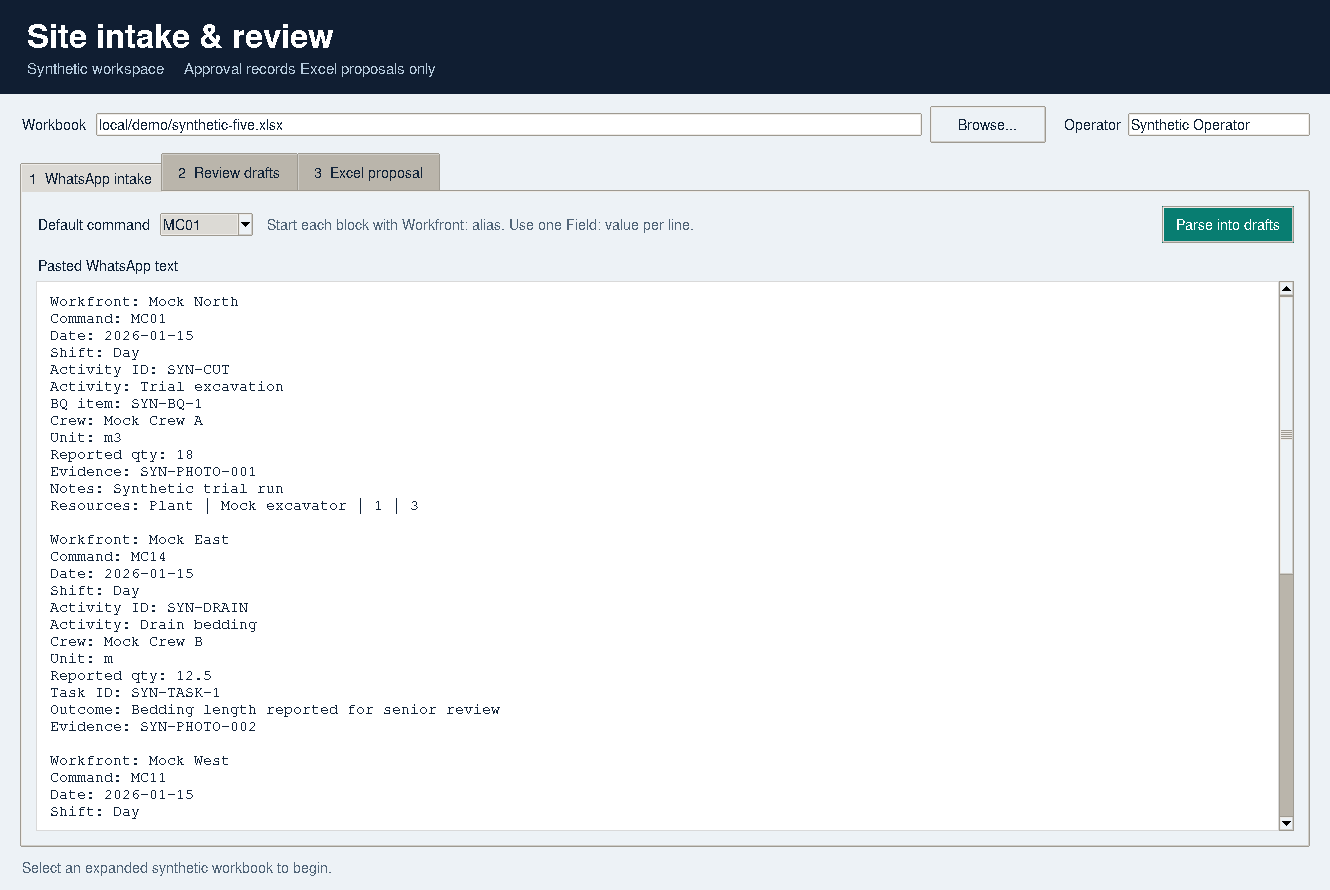 Site intake & review
Synthetic workspace Approval records Excel proposals only
Workbook local/demo/synthetic-five.xlsx Browse... Operator Synthetic Operator
1 WhatsApp intake 2 Review drafts 3 Excel proposal
Default command MC01 Start each block with Workfront: alias. Use one Field: value per line. Parse into drafts
Pasted WhatsApp text
Workfront: Mock North
Command: MC01
Date: 2026-01-15
Shift: Day
Activity ID: SYN-CUT
Activity: Trial excavation
BQ item: SYN-BQ-1
Crew: Mock Crew A
Unit: m3
Reported qty: 18
Evidence: SYN-PHOTO-001
Notes: Synthetic trial run
Resources: Plant | Mock excavator | 1 | 3
Workfront: Mock East
Command: MC14
Date: 2026-01-15
Shift: Day
Activity ID: SYN-DRAIN
Activity: Drain bedding
Crew: Mock Crew B
Unit: m
Reported qty: 12.5
Task ID: SYN-TASK-1
Outcome: Bedding length reported for senior review
Evidence: SYN-PHOTO-002
Workfront: Mock West
Command: MC11
Date: 2026-01-15
Shift: Day
Select an expanded synthetic workbook to begin.